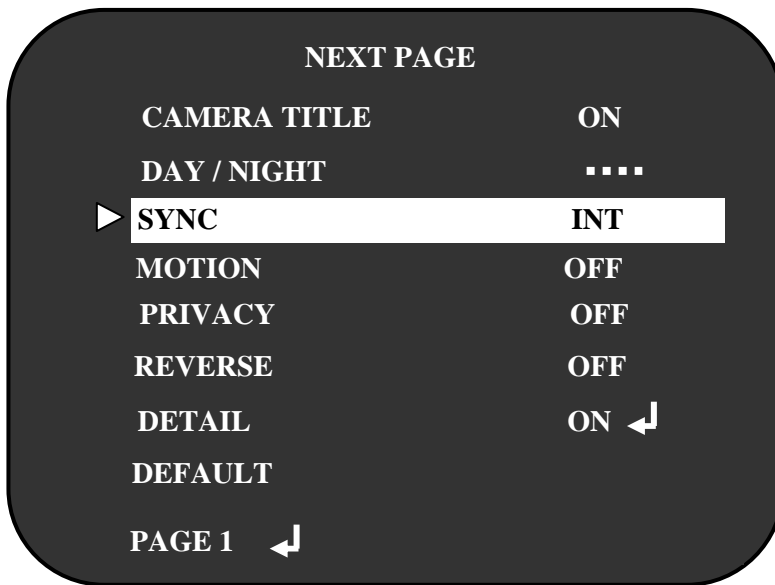 NEXT PAGE
CAMERA TITLE ON
DAY / NIGHT ▪▪▪▪
SYNC INT
MOTION OFF
PRIVACY OFF
REVERSE OFF
DETAIL ON ↲
DEFAULT
PAGE 1 ↲